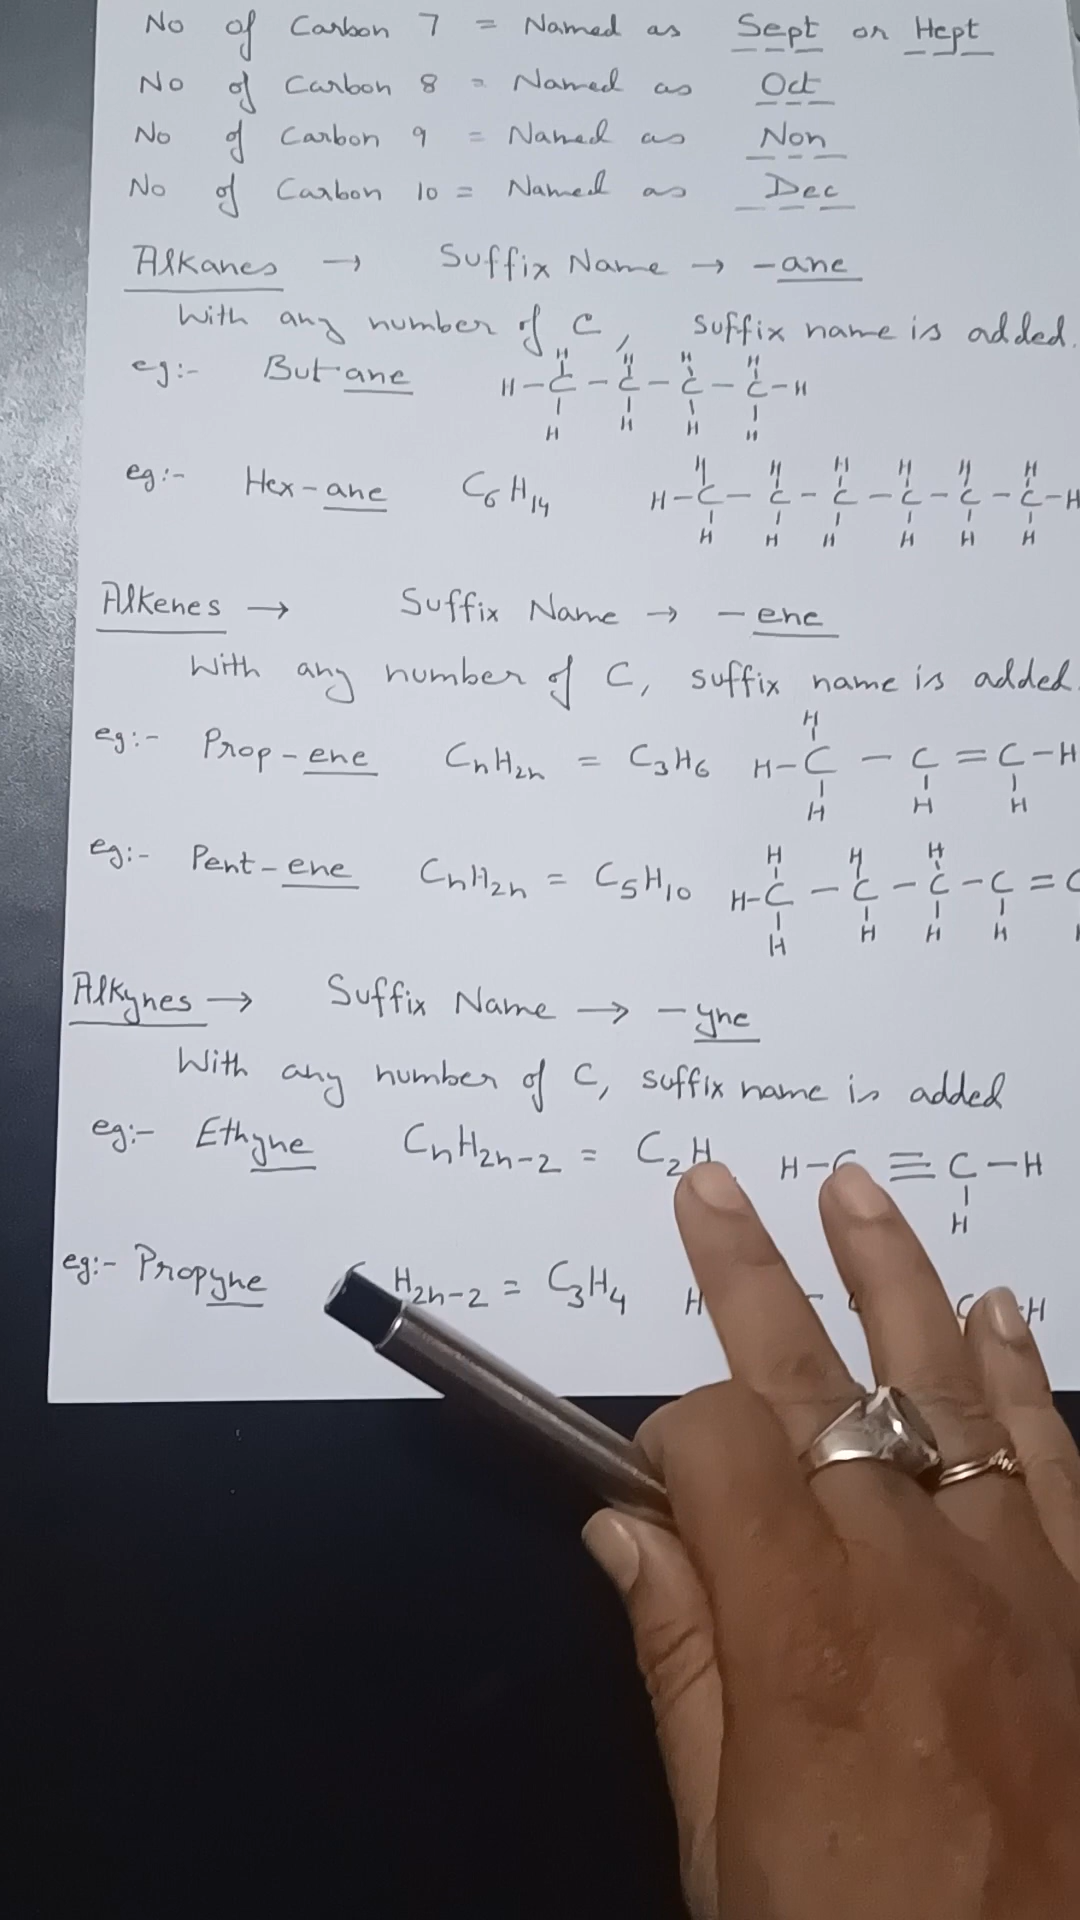 No of Carbon 7 = Named as Sept or Hept
No of Carbon 8 = Named as Oct
No of Carbon 9 = Named as Non
No of Carbon 10 = Named as Dec
Alkanes → Suffix Name → -ane
With any number of C, suffix name is added.
eg:- Butane
H H H H
H-C-C-C-C-H
H H H H
eg:- Hex-ane C6H14
H H H H H H
H-C-C-C-C-C-C-H
H H H H H H
Alkenes → Suffix Name → -ene
With any number of C, suffix name is added.
H
eg:- Prop-ene CnH2n = C3H6 H-C-C=C-H
H H H
H H H
eg:- Pent-ene CnH2n = C5H10 H-C-C-C-C=C
H H H H
Alkynes → Suffix Name → -yne
With any number of C, suffix name is added
eg:- Ethyne CnH2n-2 = C2H H-C≡C-H
H
eg:- Propyne H2n-2 = C3H4 H - C -H